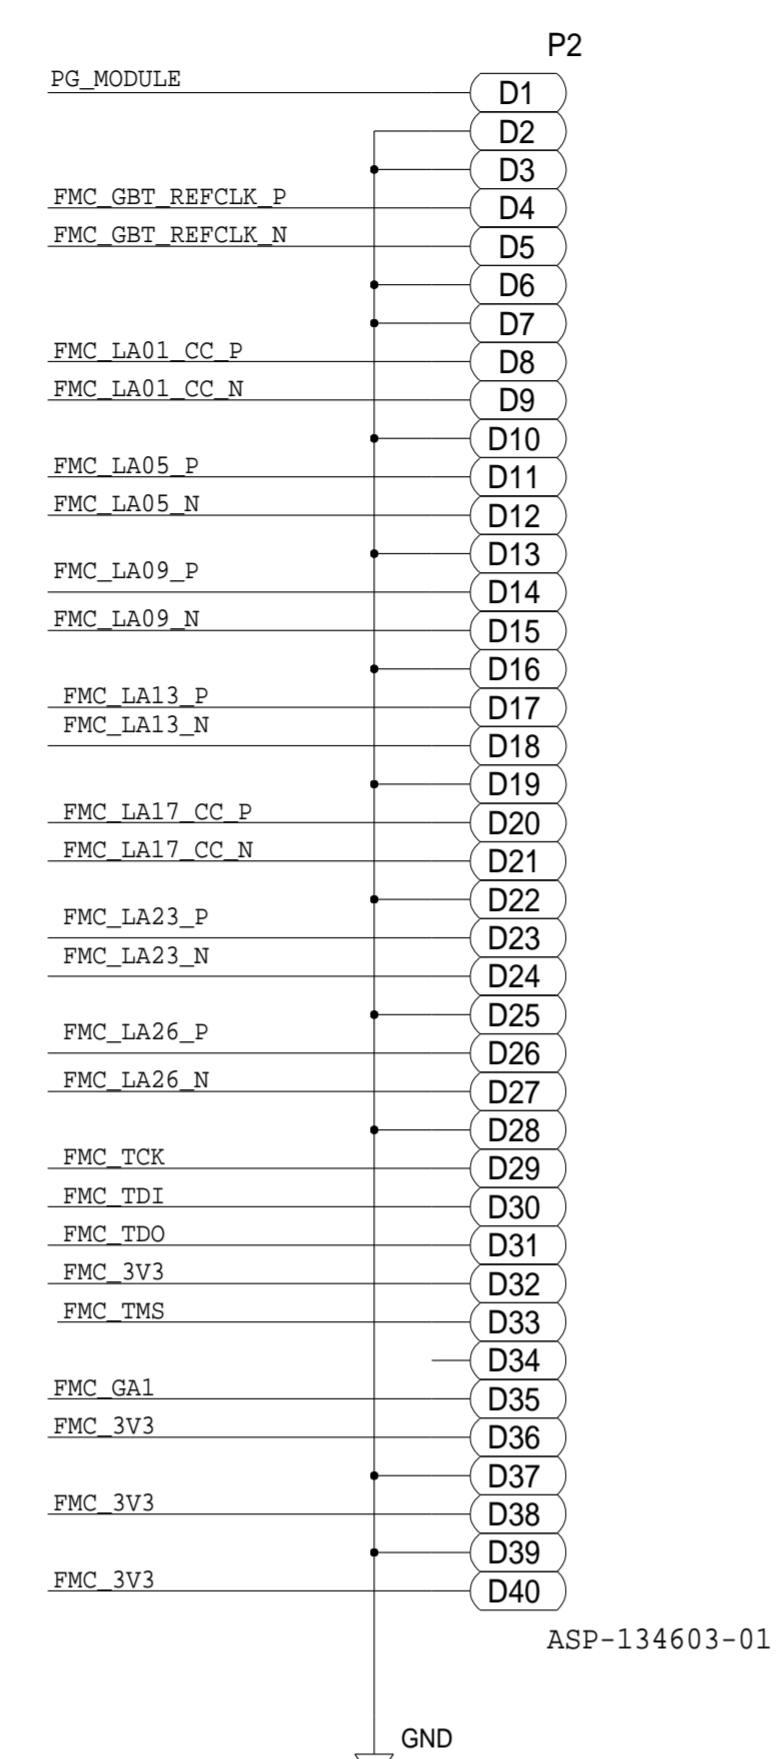 P2
PG_MODULE D1
D2
D3
FMC_GBT_REFCLK_P D4
FMC_GBT_REFCLK_N D5
D6
D7
FMC_LA01_CC_P D8
FMC_LA01_CC_N D9
D10
FMC_LA05_P D11
FMC_LA05_N D12
D13
FMC_LA09_P D14
FMC_LA09_N D15
D16
FMC_LA13_P D17
FMC_LA13_N D18
D19
FMC_LA17_CC_P D20
FMC_LA17_CC_N D21
D22
FMC_LA23_P D23
FMC_LA23_N D24
D25
FMC_LA26_P D26
FMC_LA26_N D27
D28
FMC_TCK D29
FMC_TDI D30
FMC_TDO D31
FMC_3V3 D32
FMC_TMS D33
D34
FMC_GA1 D35
FMC_3V3 D36
D37
FMC_3V3 D38
D39
FMC_3V3 D40
ASP-134603-01
GND